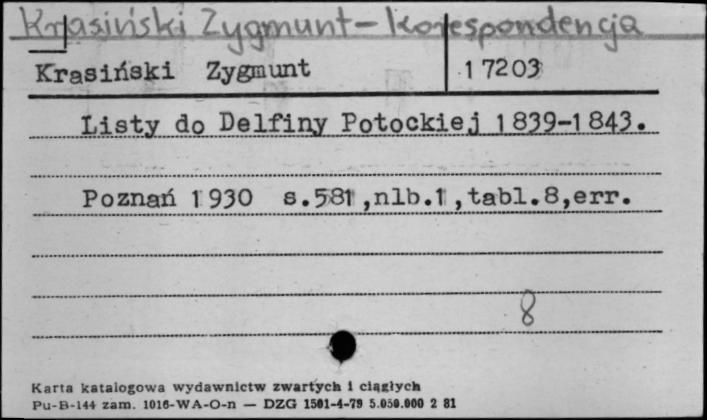 Krasiński Zygmunt - korespondencja
Krasiński Zygmunt 17203
Listy do Delfiny Potockiej 1839-1843.
Poznań 1930 s.581,nlb.1,tabl.8,err.
8
Karta katalogowa wydawnictw zwartych i ciągłych
Pu-B-144 zam. 1016-WA-O-n — DZG 1501-4-79 5.050.000 2 81